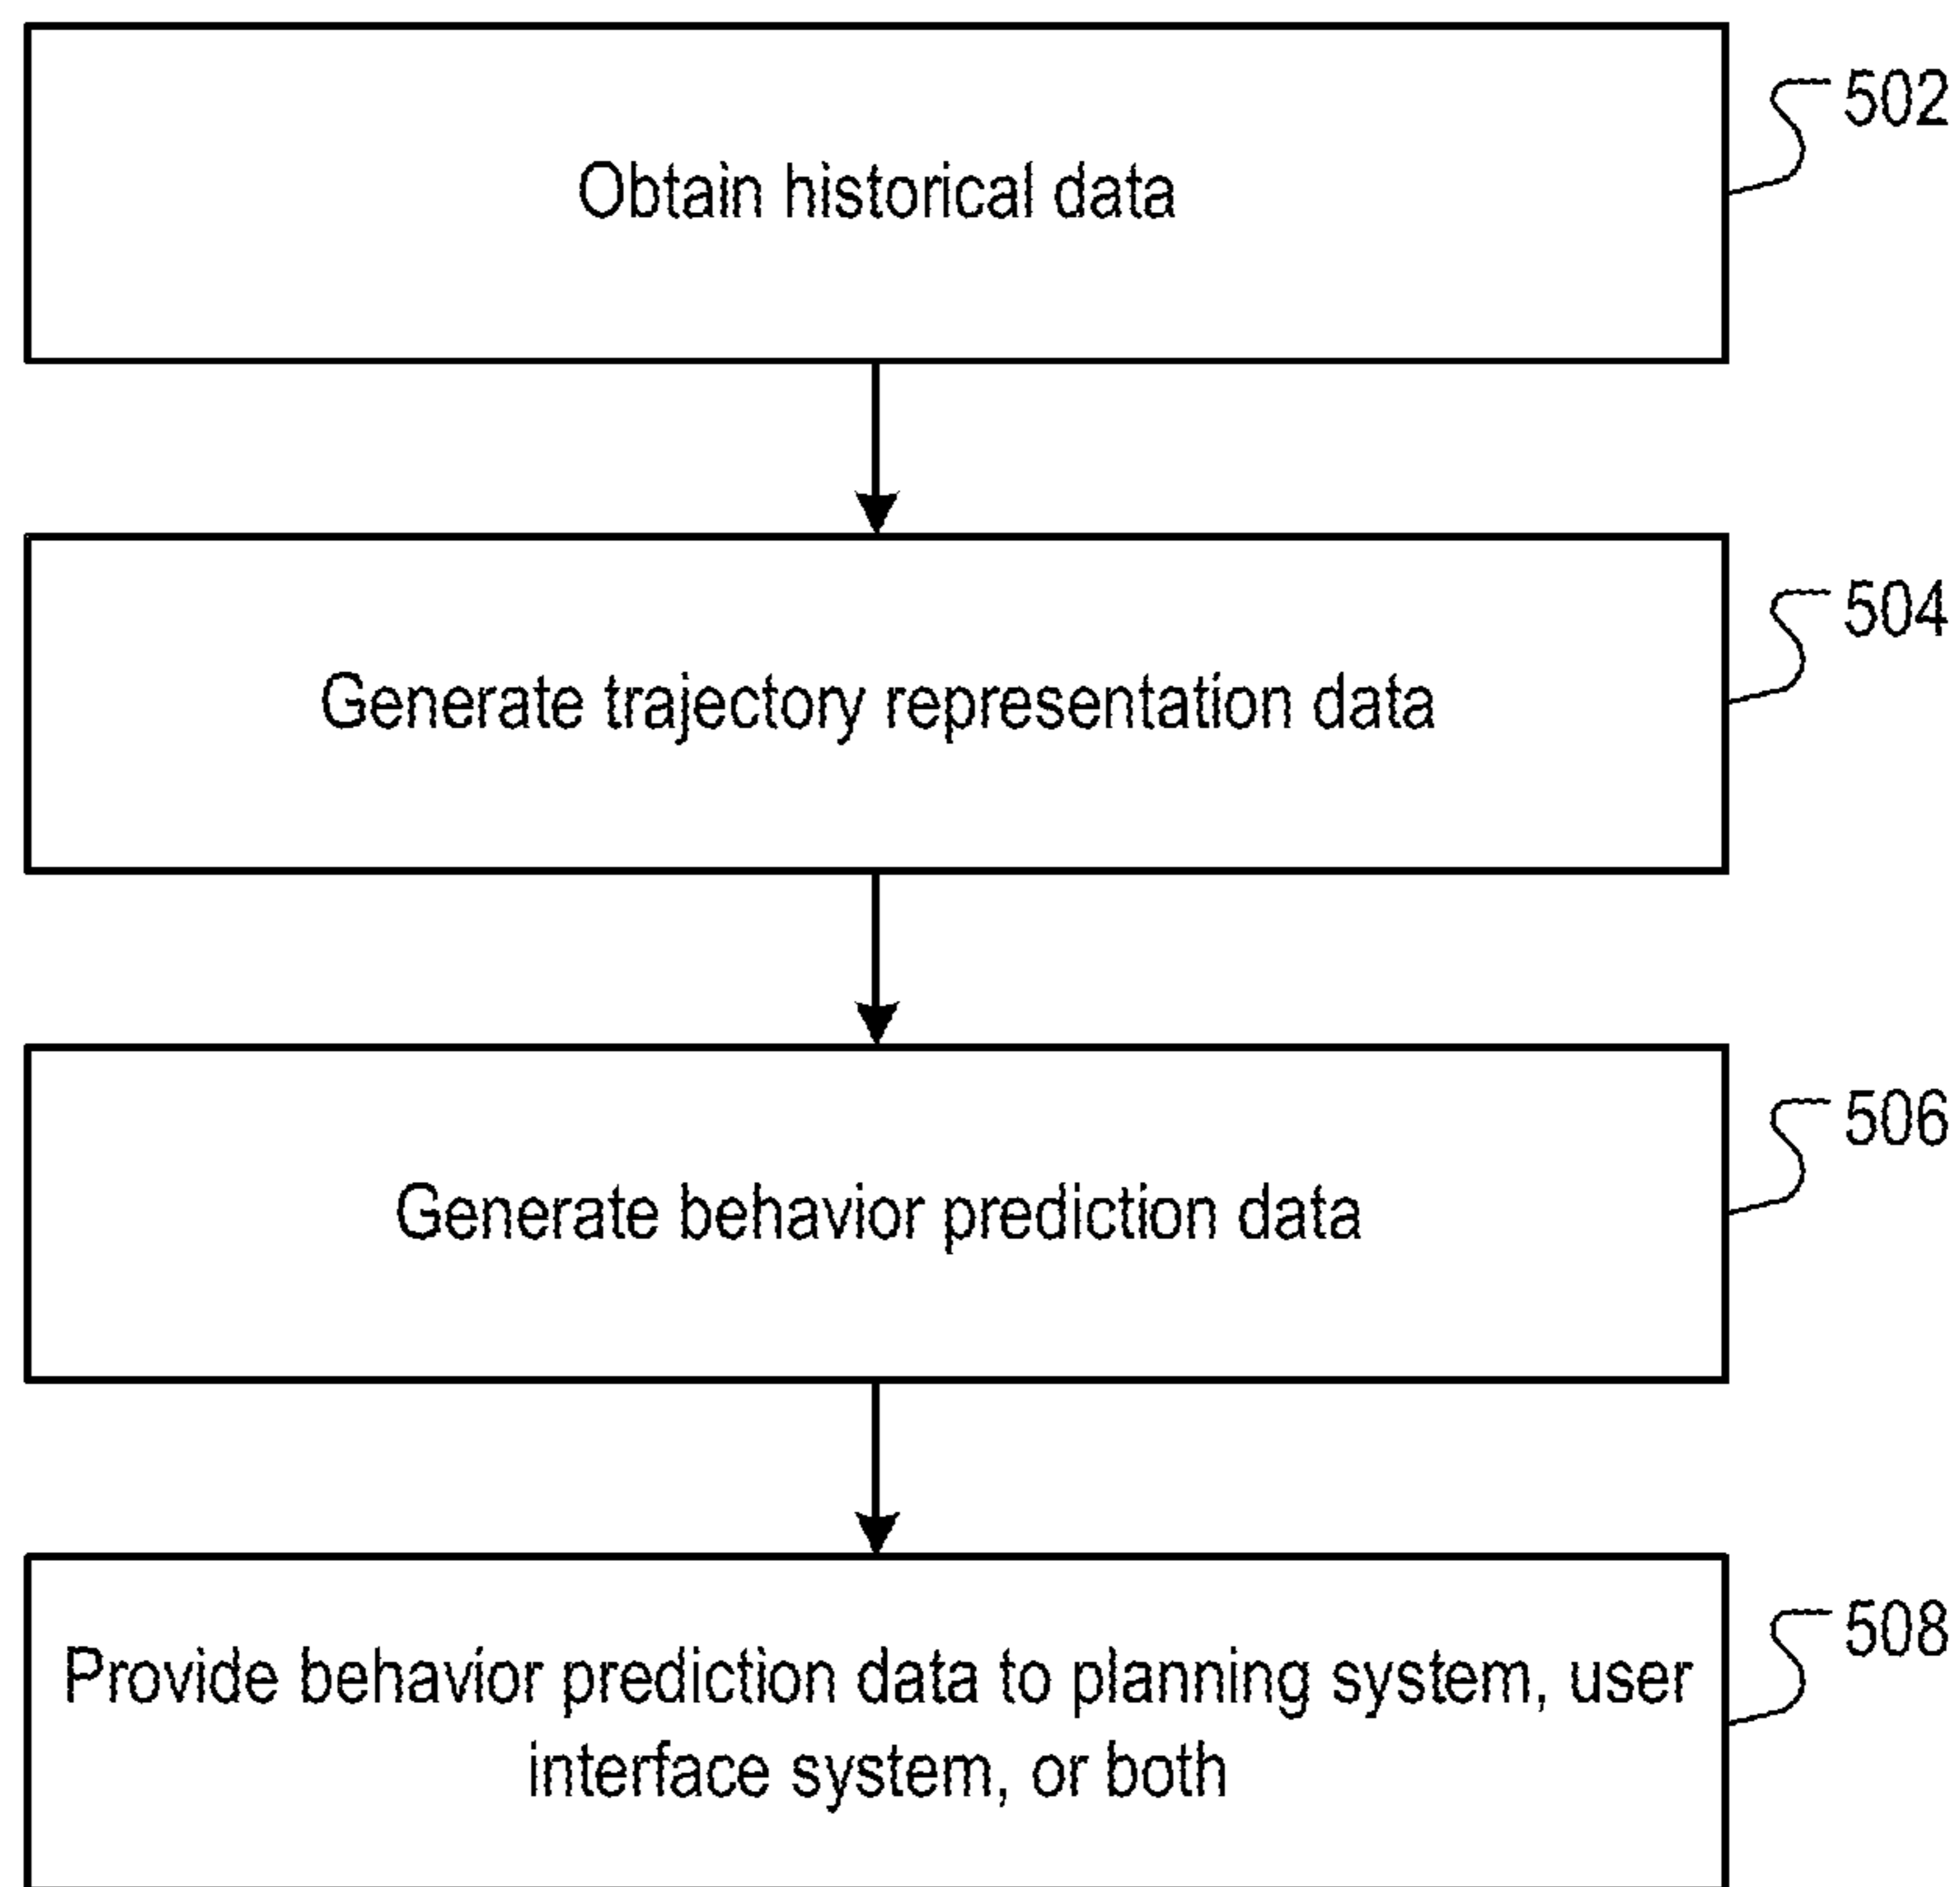 502
Obtain historical data
504
Generate trajectory representation data
506
Generate behavior prediction data
508
Provide behavior prediction data to planning system, user
interface system, or both